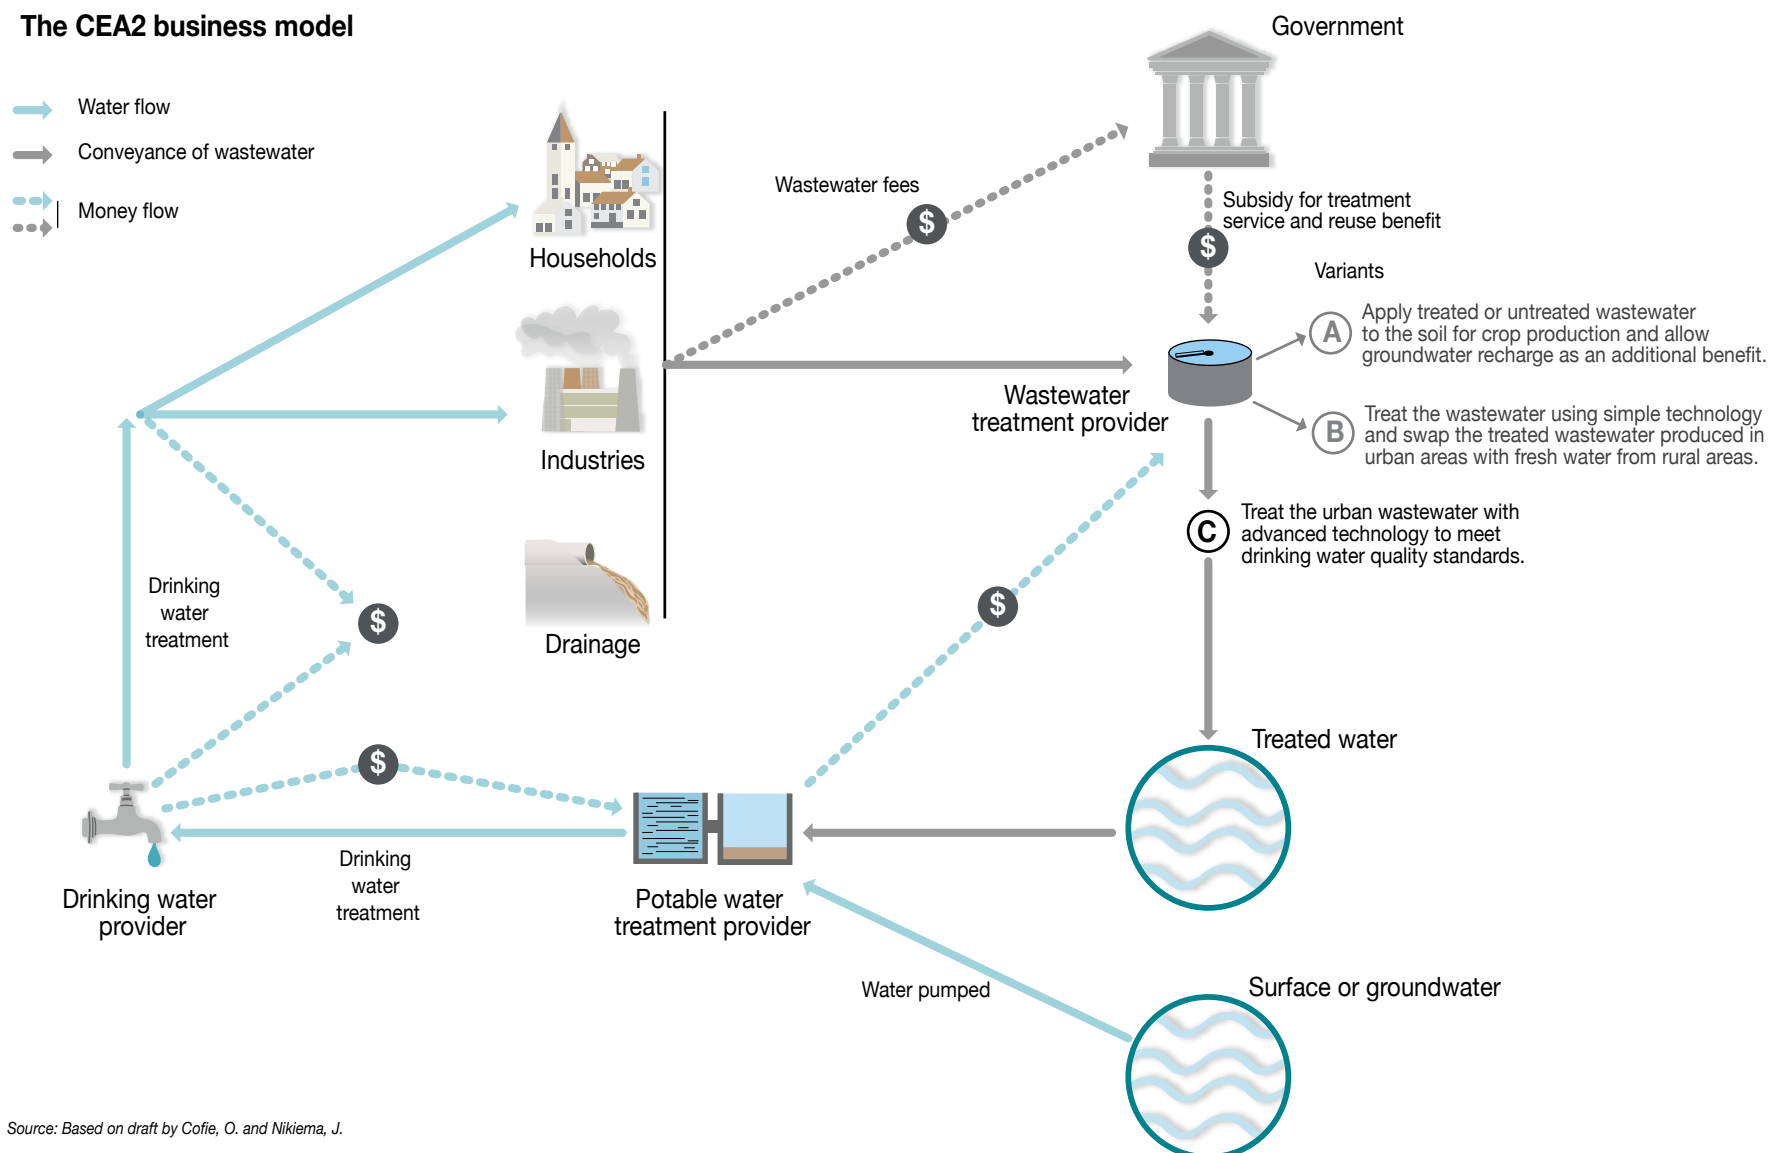 The CEA2 business model
Water flow
Conveyance of wastewater
Money flow
Government
Wastewater fees
$
Subsidy for treatment
service and reuse benefit
$
Variants
A
Apply treated or untreated wastewater
to the soil for crop production and allow
groundwater recharge as an additional benefit.
B
Treat the wastewater using simple technology
and swap the treated wastewater produced in
urban areas with fresh water from rural areas.
C
Treat the urban wastewater with
advanced technology to meet
drinking water quality standards.
Households
Industries
Drainage
Wastewater
treatment provider
$
Drinking
water
treatment
$
$
Treated water
Drinking
water
treatment
Drinking water
provider
Potable water
treatment provider
Water pumped
Surface or groundwater
Source: Based on draft by Cofie, O. and Nikiema, J.